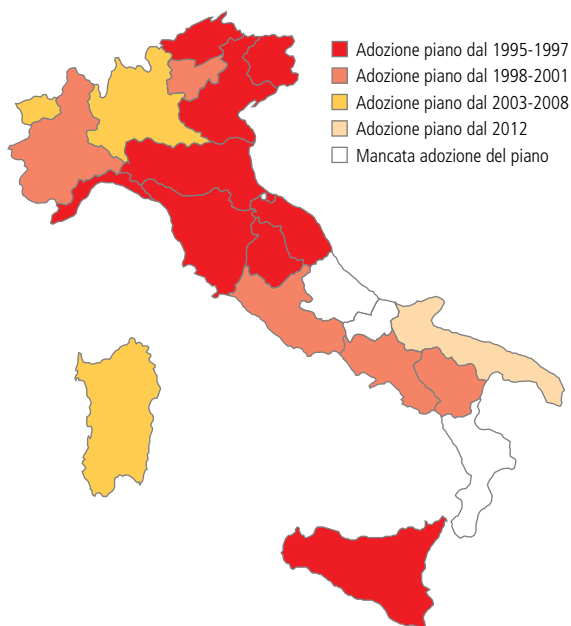 Adozione piano dal 1995-1997
Adozione piano dal 1998-2001
Adozione piano dal 2003-2008
Adozione piano dal 2012
Mancata adozione del piano